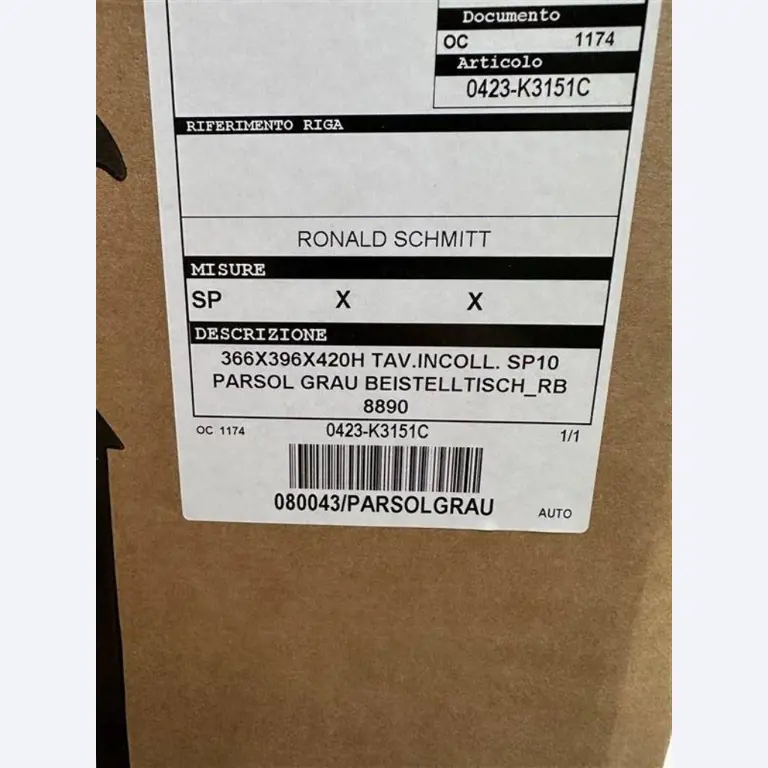 Documento
OC 1174
Articolo
0423-K3151C
RIFERIMENTO RIGA
RONALD SCHMITT
MISURE
SP X X
DESCRIZIONE
366X396X420H TAV.INCOLL. SP10
PARSOL GRAU BEISTELLTISCH_RB
8890
OC 1174 0423-K3151C 1/1
080043/PARSOLGRAU
AUTO